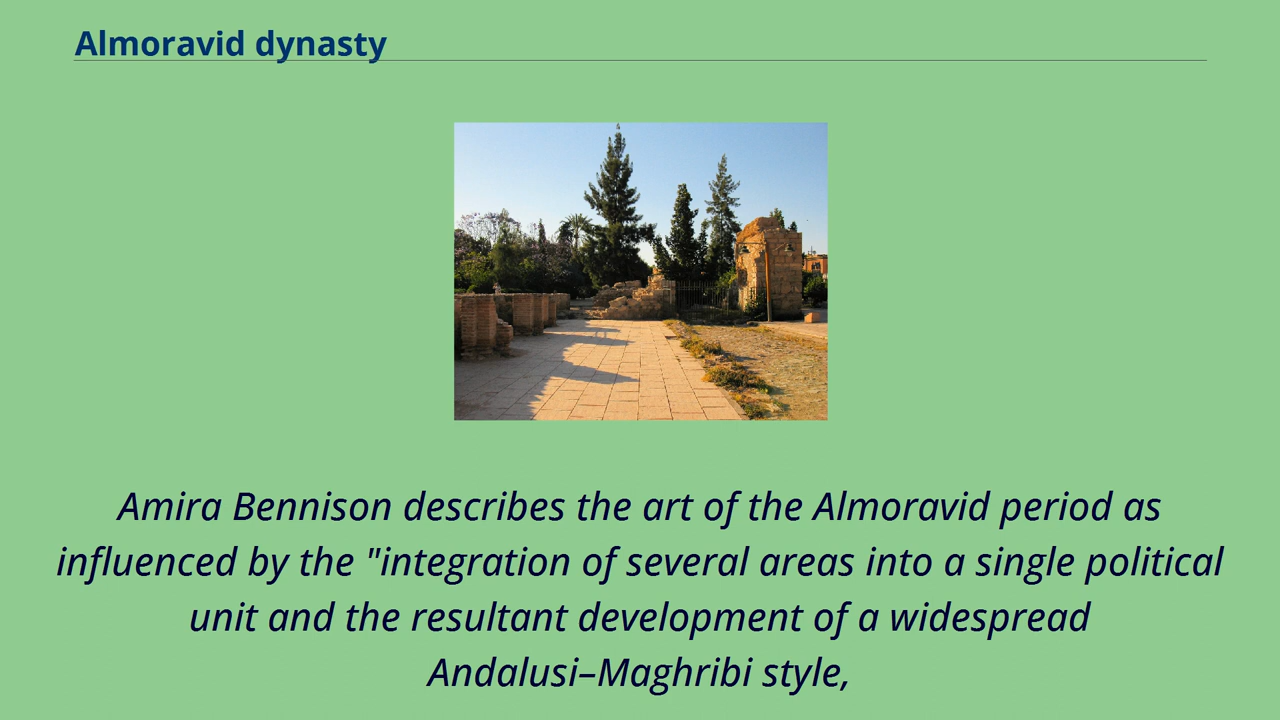 Almoravid dynasty
Amira Bennison describes the art of the Almoravid period as
influenced by the "integration of several areas into a single political
unit and the resultant development of a widespread
Andalusi–Maghribi style,